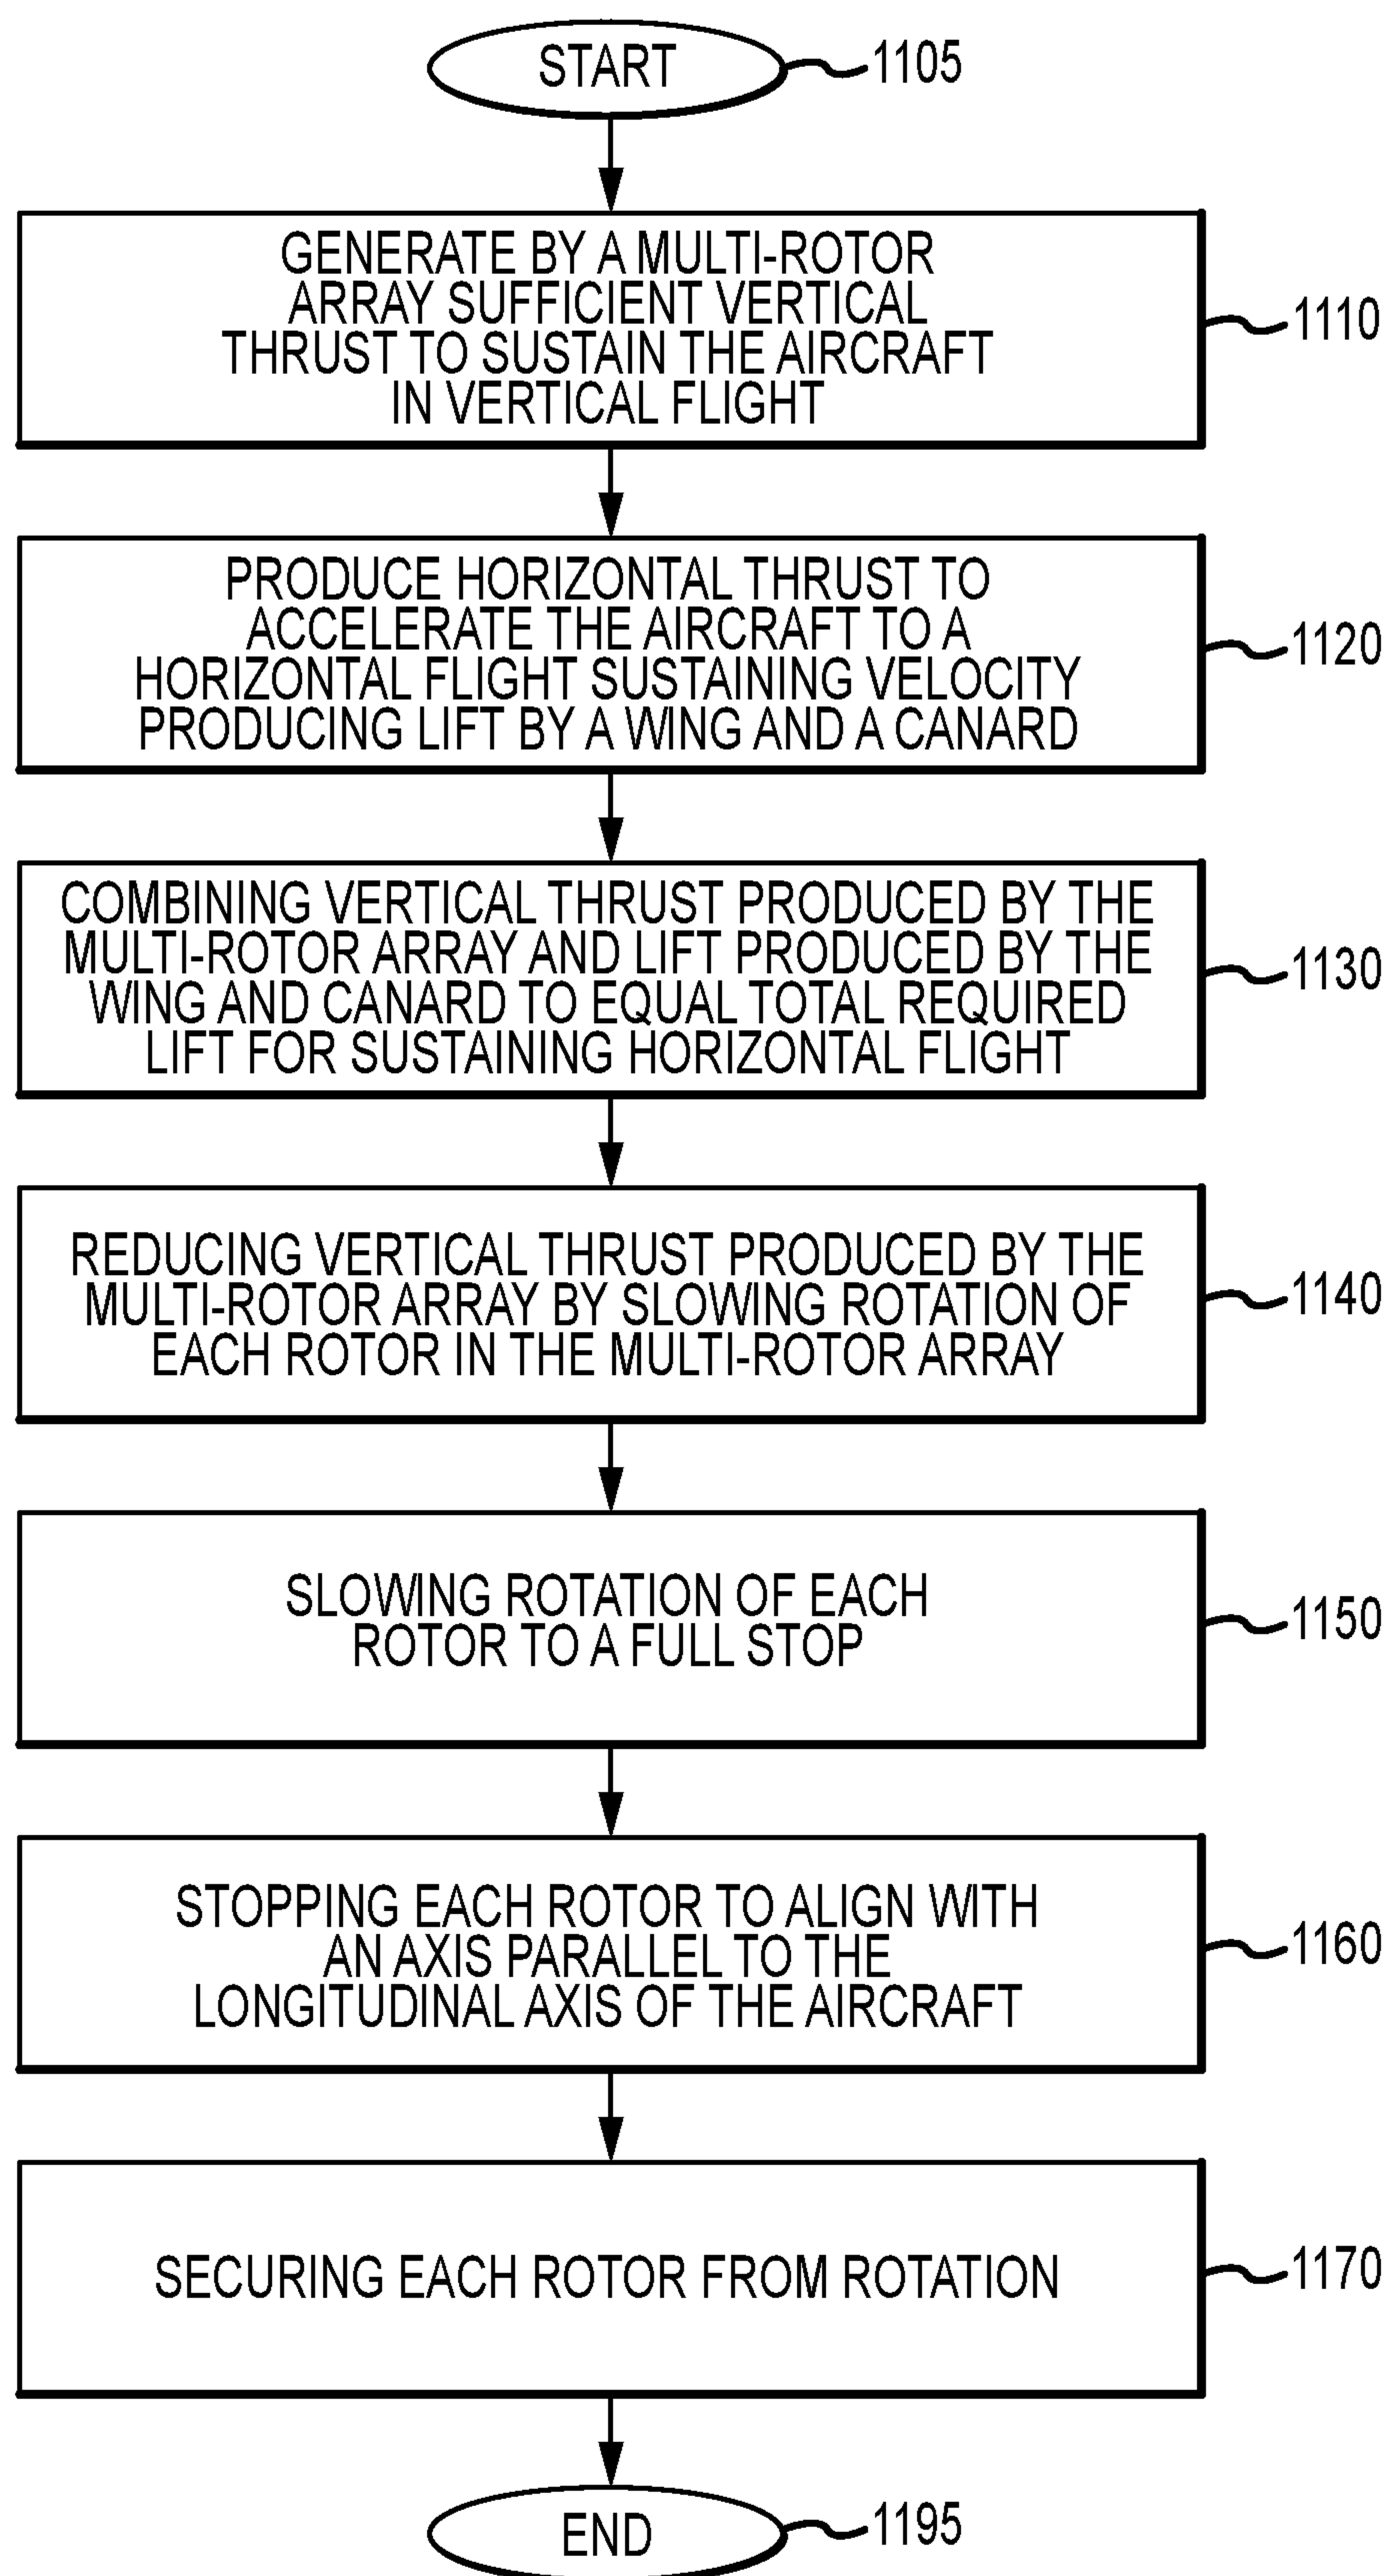 START
1105
GENERATE BY A MULTI-ROTOR
ARRAY SUFFICIENT VERTICAL
THRUST TO SUSTAIN THE AIRCRAFT
IN VERTICAL FLIGHT
1110
PRODUCE HORIZONTAL THRUST TO
ACCELERATE THE AIRCRAFT TO A
HORIZONTAL FLIGHT SUSTAINING VELOCITY
PRODUCING LIFT BY A WING AND A CANARD
1120
COMBINING VERTICAL THRUST PRODUCED BY THE
MULTI-ROTOR ARRAY AND LIFT PRODUCED BY THE
WING AND CANARD TO EQUAL TOTAL REQUIRED
LIFT FOR SUSTAINING HORIZONTAL FLIGHT
1130
REDUCING VERTICAL THRUST PRODUCED BY THE
MULTI-ROTOR ARRAY BY SLOWING ROTATION OF
EACH ROTOR IN THE MULTI-ROTOR ARRAY
1140
SLOWING ROTATION OF EACH
ROTOR TO A FULL STOP
1150
STOPPING EACH ROTOR TO ALIGN WITH
AN AXIS PARALLEL TO THE
LONGITUDINAL AXIS OF THE AIRCRAFT
1160
SECURING EACH ROTOR FROM ROTATION
1170
END
1195